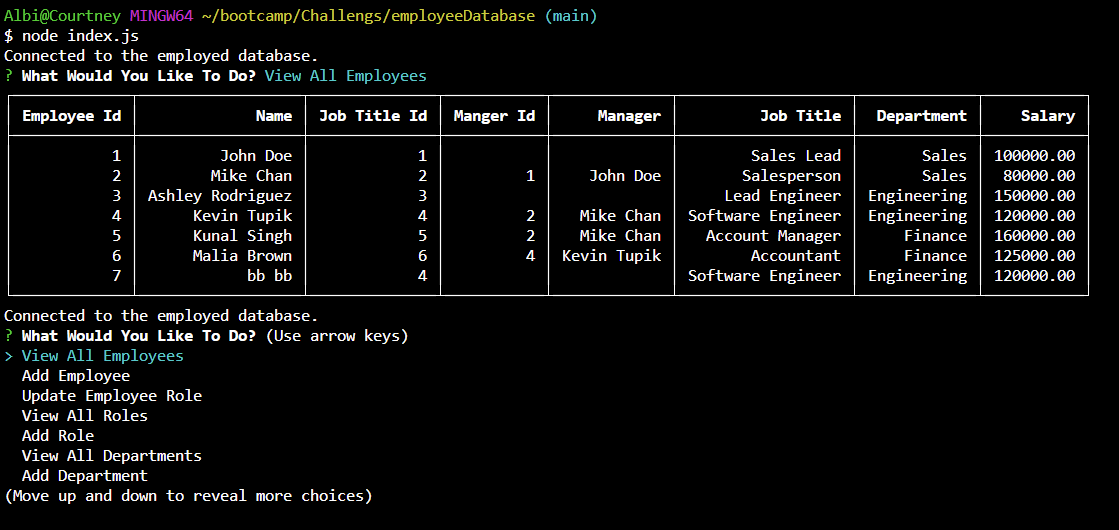 Albi@Courtney MINGW64 ~/bootcamp/Challengs/employeeDatabase (main)
$ node index.js
Connected to the employed database.
? What Would You Like To Do? View All Employees
Employee Id Name Job Title Id Manger Id Manager Job Title Department Salary
1 John Doe 1 Sales Lead Sales 100000.00
2 Mike Chan 2 1 John Doe Salesperson Sales 80000.00
3 Ashley Rodriguez 3 Lead Engineer Engineering 150000.00
4 Kevin Tupik 4 2 Mike Chan Software Engineer Engineering 120000.00
5 Kunal Singh 5 2 Mike Chan Account Manager Finance 160000.00
6 Malia Brown 6 4 Kevin Tupik Accountant Finance 125000.00
7 bb bb 4 Software Engineer Engineering 120000.00
Connected to the employed database.
? What Would You Like To Do? (Use arrow keys)
> View All Employees
Add Employee
Update Employee Role
View All Roles
Add Role
View All Departments
Add Department
(Move up and down to reveal more choices)